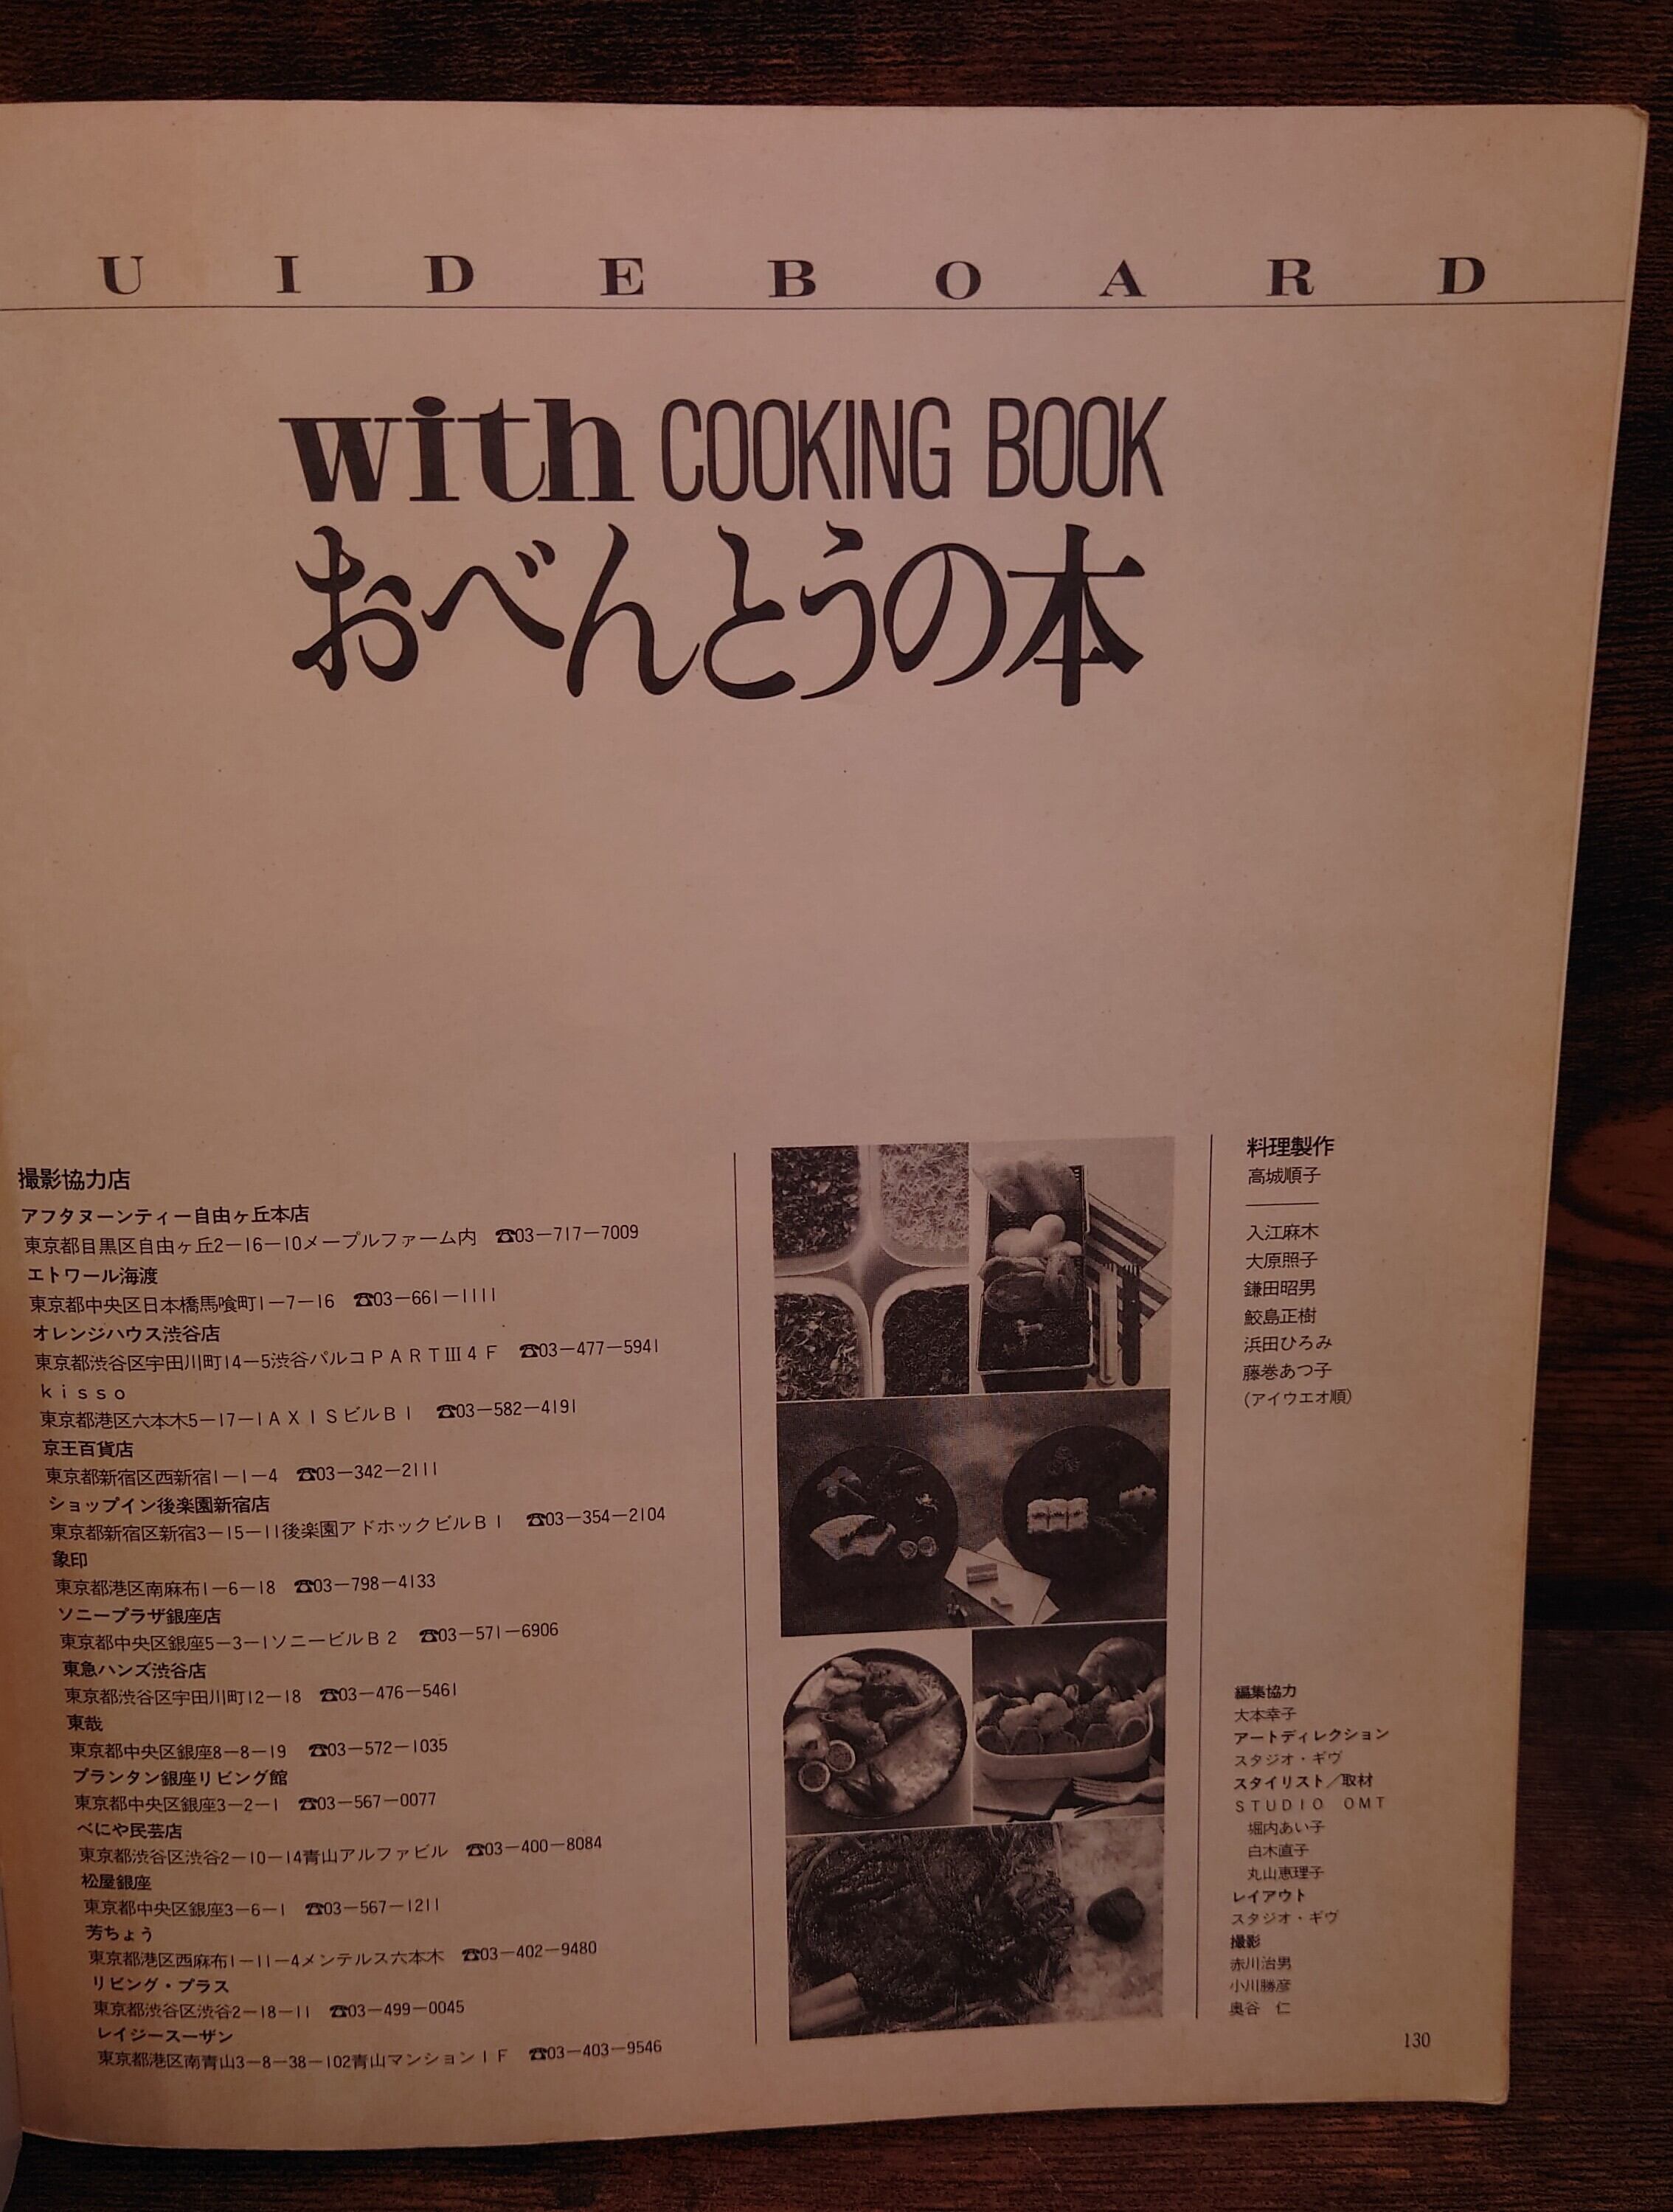 UIDEBOARD
with COOKING BOOK
おべんとうの本
撮影協力店
アフタヌーンティー自由ヶ丘本店
東京都目黒区自由ヶ丘2-16-10メープルファーム内 ☎03-717-7009
エトワール海渡
東京都中央区日本橋馬喰町1-7-16 ☎03-661-1111
オレンジハウス渋谷店
東京都渋谷区宇田川町14-5渋谷パルコPARTⅢ4F ☎03-477-5941
kisso
東京都港区六本木5-17-1AXISビルB1 ☎03-582-4191
京王百貨店
東京都新宿区西新宿1-1-4 ☎03-342-2111
ショップイン後楽園新宿店
東京都新宿区新宿3-15-11後楽園アドホックビルB1 ☎03-354-2104
象印
東京都港区南麻布1-6-18 ☎03-798-4133
ソニープラザ銀座店
東京都中央区銀座5-3-1ソニービルB2 ☎03-571-6906
東急ハンズ渋谷店
東京都渋谷区宇田川町12-18 ☎03-476-5461
東哉
東京都中央区銀座8-8-19 ☎03-572-1035
プランタン銀座リビング館
東京都中央区銀座3-2-1 ☎03-567-0077
べにや民芸店
東京都渋谷区渋谷2-10-14青山アルファビル ☎03-400-8084
松屋銀座
東京都中央区銀座3-6-1 ☎03-567-1211
芳ちょう
東京都港区西麻布1-11-4メンテルス六本木 ☎03-402-9480
リビング・プラス
東京都渋谷区渋谷2-18-11 ☎03-499-0045
レイジースーザン
東京都港区南青山3-8-38-102青山マンション1F ☎03-403-9546
料理製作
高城順子
入江麻木
大原照子
鎌田昭男
鮫島正樹
浜田ひろみ
藤巻あつ子
(アイウエオ順)
編集協力
大本幸子
アートディレクション
スタジオ・ギヴ
スタイリスト/取材
STUDIO OMT
堀内あい子
白木直子
丸山恵理子
レイアウト
スタジオ・ギヴ
撮影
赤川治男
小川勝彦
奥谷 仁
130